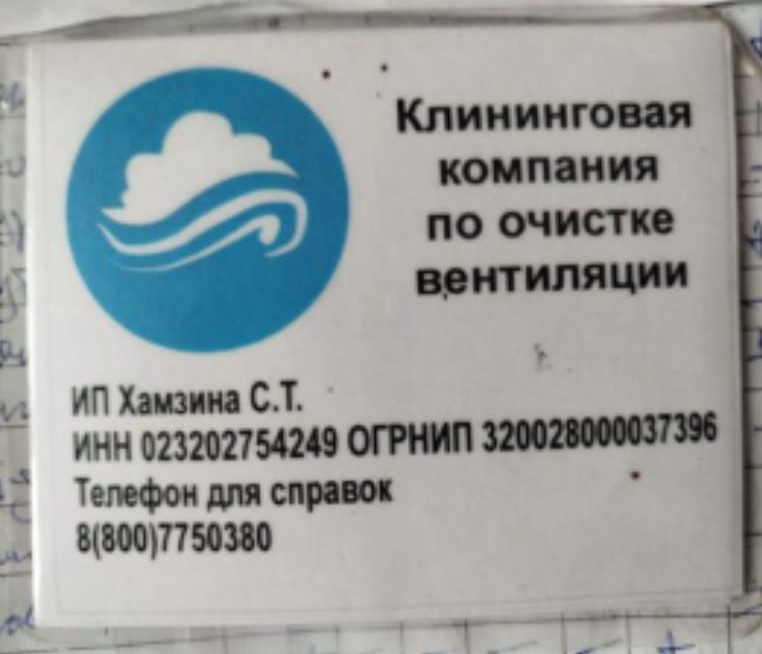 Клининговая
компания
по очистке
вентиляции
ИП Хамзина С.Т.
ИНН 023202754249 ОГРНИП 320028000037396
Телефон для справок
8(800)7750380